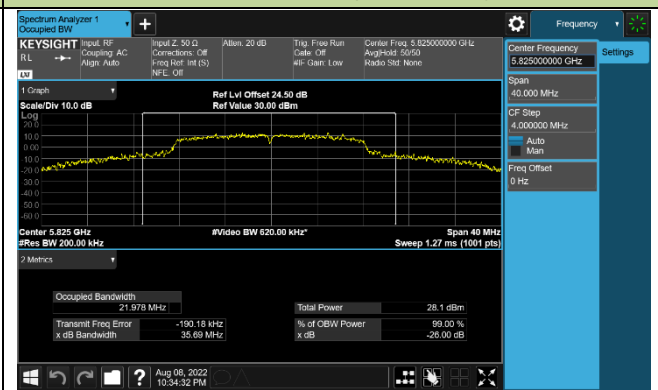 Spectrum Analyzer 1
Occupied BW
+
Frequency
KEYSIGHT
RL
LXI
Input: RF
Coupling: AC
Align: Auto
Input Z: 50 Ω
Corrections: Off
Freq Ref: Int (S)
NFE: Off
Atten: 20 dB
Trig: Free Run
Gate: Off
#IF Gain: Low
Center Freq: 5.825000000 GHz
Avg|Hold: 50/50
Radio Std: None
Center Frequency
5.825000000 GHz
Settings
Span
40.000 MHz
CF Step
4.000000 MHz
Auto
Man
Freq Offset
0 Hz
1 Graph
Scale/Div 10.0 dB
Ref Lvl Offset 24.50 dB
Ref Value 30.00 dBm
Log
20.0
10.0
0.00
-10.0
-20.0
-30.0
-40.0
-50.0
-60.0
Center 5.825 GHz
#Video BW 620.00 kHz*
Span 40 MHz
#Res BW 200.00 kHz
Sweep 1.27 ms (1001 pts)
2 Metrics
Occupied Bandwidth
21.978 MHz
Total Power 28.1 dBm
Transmit Freq Error -190.18 kHz
% of OBW Power 99.00 %
x dB Bandwidth 35.69 MHz
x dB -26.00 dB
?
Aug 08, 2022
10:34:32 PM